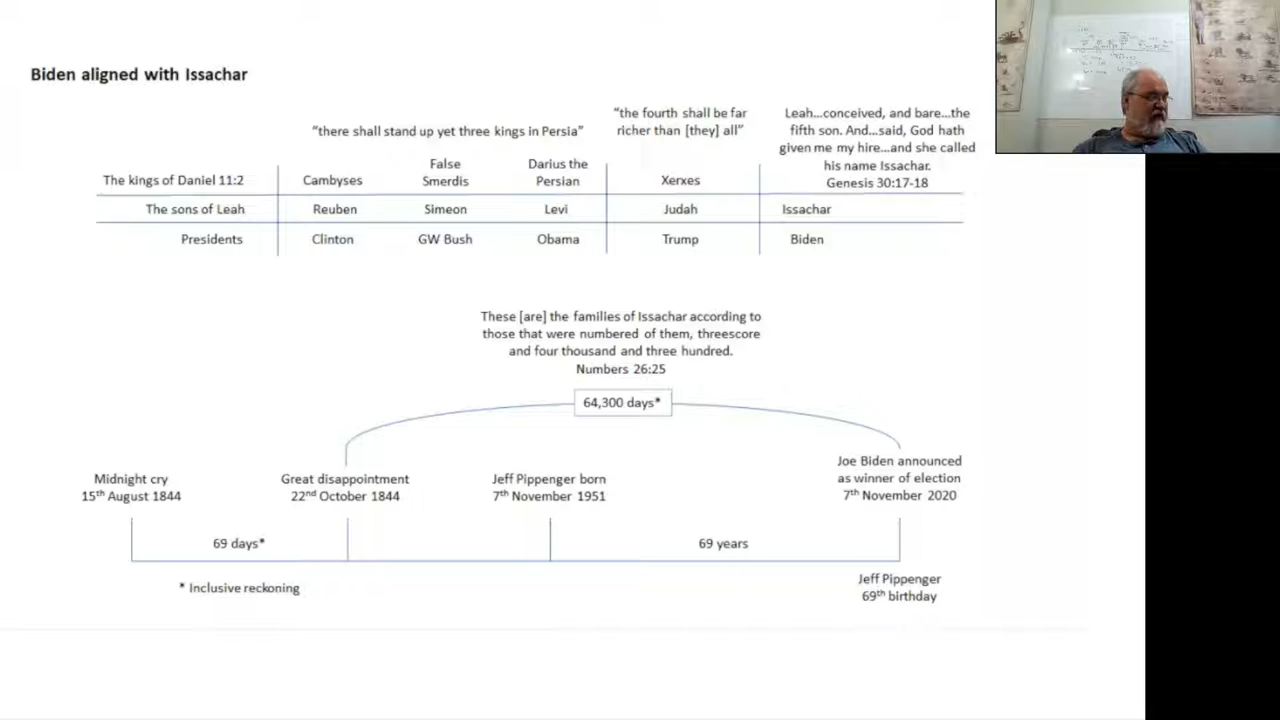 Biden aligned with Issachar
"there shall stand up yet three kings in Persia"
"the fourth shall be far
richer than [they] all"
Leah...conceived, and bare...the
fifth son. And...said, God hath
given me my hire...and she called
his name Issachar.
Genesis 30:17-18
The kings of Daniel 11:2
Cambyses
False
Smerdis
Darius the
Persian
Xerxes
The sons of Leah
Reuben
Simeon
Levi
Judah
Issachar
Presidents
Clinton
GW Bush
Obama
Trump
Biden
These [are] the families of Issachar according to
those that were numbered of them, threescore
and four thousand and three hundred.
Numbers 26:25
64,300 days*
Midnight cry
15th August 1844
Great disappointment
22nd October 1844
Jeff Pippenger born
7th November 1951
Joe Biden announced
as winner of election
7th November 2020
69 days*
69 years
* Inclusive reckoning
Jeff Pippenger
69th birthday